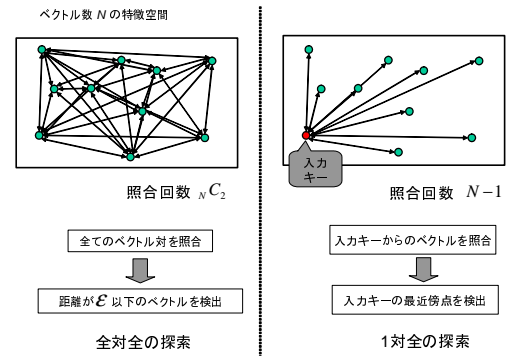 ベクトル数 N の特徴空間
照合回数 NC2
全てのベクトル対を照合
距離がε以下のベクトルを検出
全対全の探索
入力
キー
照合回数 N−1
入力キーからのベクトルを照合
入力キーの最近傍点を検出
1対全の探索